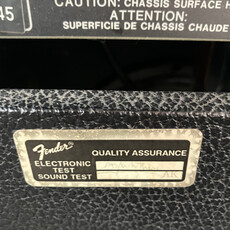 CAUTION: CHASSIS SURFACE H
45
ATTENTION:
SUPERFICIE DE CHASSIS CHAUDE
Fender
QUALITY ASSURANCE
ELECTRONIC
TEST
SOUND TEST